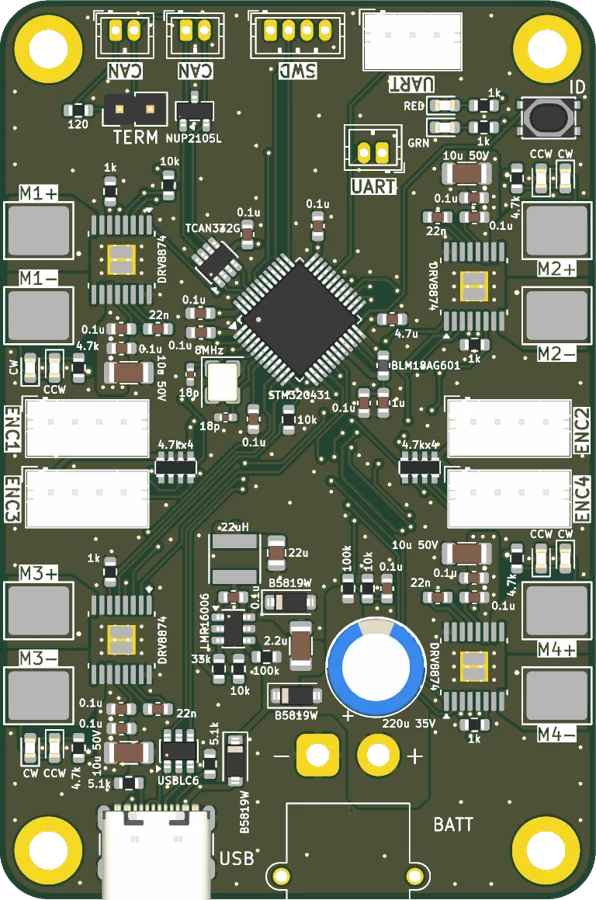 CAN
CAN
SWD
UART
120
TERM
NUP2105L
RED
1k
ID
GRN
1k
UART
10u 50V
CCW
CW
1k
10k
M1+
DRV8874
TCAN332G
0.1u
0.1u
0.1u
4.7k
0.1u
22n
M2+
DRV8874
M1-
0.1u
22n
0.1u
4.7u
M2-
1k
0.1u
0.1u
CW
CCW
4.7k
10u 50V
8MHz
BLM18AG601
18p
STM32G431
18p
0.1u
10k
0.1u
1u
ENC1
ENC2
4.7kx4
4.7kx4
ENC3
ENC4
22uH
22u
10u 50V
CCW
CW
1k
100k
10k
0.1u
0.1u
4.7k
M3+
B5819W
22n
0.1u
0.1u
M4+
DRV8874
LMR16006
2.2u
DRV8874
M3-
33k
100k
10k
M4-
0.1u
22n
B5819W
+
220u 35V
0.1u
1k
CW
CCW
4.7k
10u 50V
5.1k
USBLC6
5.1k
B5819W
-
+
BATT
USB